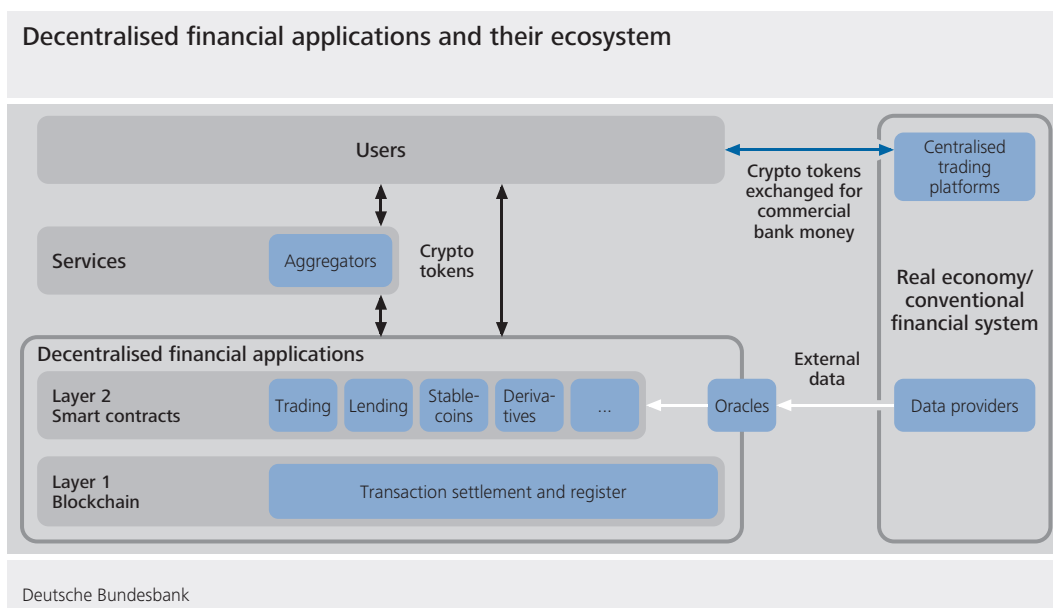 Decentralised financial applications and their ecosystem
Users
Centralised
trading
platforms
Crypto tokens
exchanged for
commercial
bank money
Services
Aggregators
Crypto
tokens
Real economy/
conventional
financial system
Decentralised financial applications
External
data
Layer 2
Smart contracts
Trading
Lending
Stable-
coins
Deriva-
tives
...
Oracles
Data providers
Layer 1
Blockchain
Transaction settlement and register
Deutsche Bundesbank